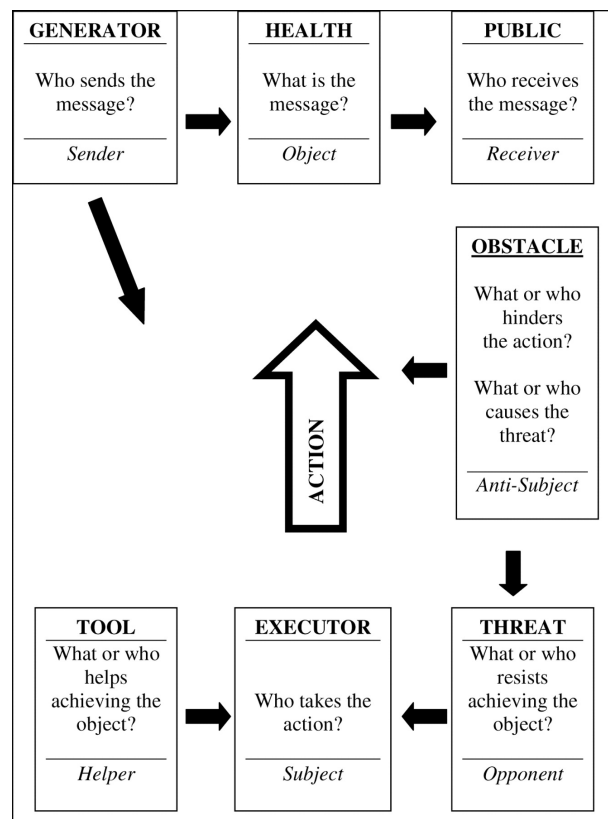 GENERATOR
Who sends the
message?
Sender
HEALTH
What is the
message?
Object
PUBLIC
Who receives
the message?
Receiver
OBSTACLE
What or who
hinders
the action?
What or who
causes the
threat?
Anti-Subject
ACTION
TOOL
What or who
helps
achieving the
object?
Helper
EXECUTOR
Who takes the
action?
Subject
THREAT
What or who
resists
achieving the
object?
Opponent